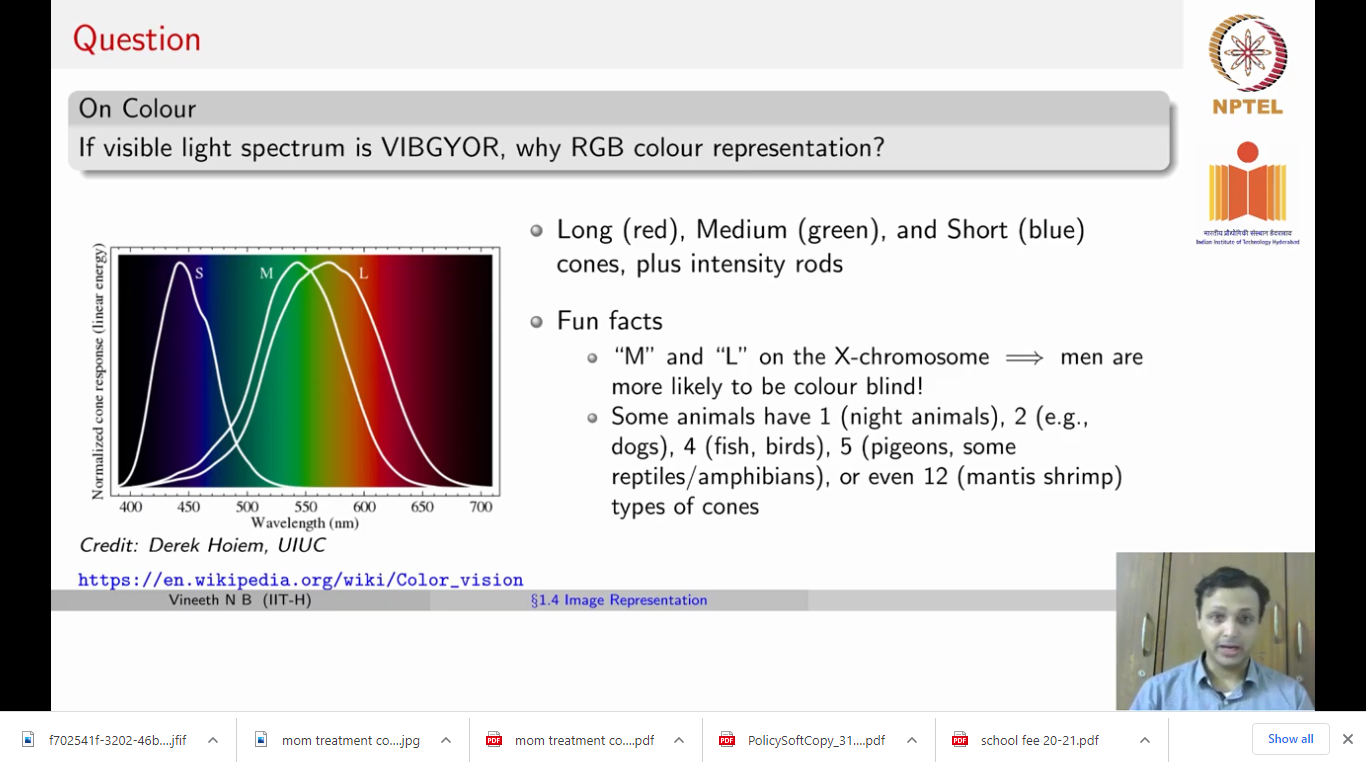 Question
NPTEL
On Colour
If visible light spectrum is VIBGYOR, why RGB colour representation?
भारतीय प्रौद्योगिकी संस्थान हैदराबाद
Indian Institute of Technology Hyderabad
Long (red), Medium (green), and Short (blue)
cones, plus intensity rods
Fun facts
“M” and “L” on the X-chromosome ⟹ men are
more likely to be colour blind!
Some animals have 1 (night animals), 2 (e.g.,
dogs), 4 (fish, birds), 5 (pigeons, some
reptiles/amphibians), or even 12 (mantis shrimp)
types of cones
Normalized cone response (linear energy)
S M L
400 450 500 550 600 650 700
Wavelength (nm)
Credit: Derek Hoiem, UIUC
https://en.wikipedia.org/wiki/Color_vision
Vineeth N B (IIT-H) §1.4 Image Representation
f702541f-3202-46b....jfif mom treatment co....jpg mom treatment co....pdf PolicySoftCopy_31....pdf school fee 20-21.pdf Show all